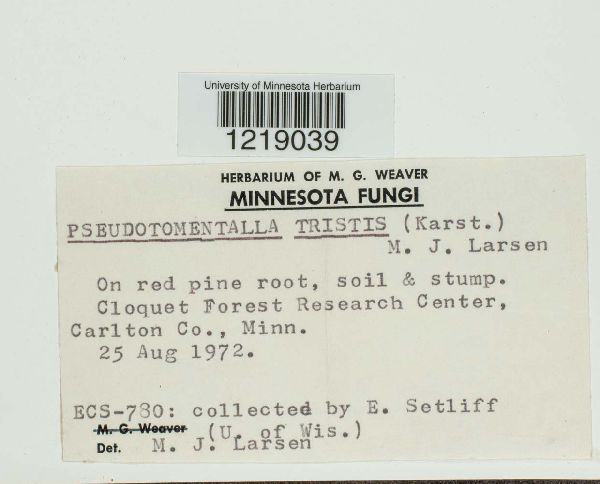 University of Minnesota Herbarium
1219039
HERBARIUM OF M. G. WEAVER
MINNESOTA FUNGI
PSEUDOTOMENTALLA TRISTIS (Karst.)
M. J. Larsen
On red pine root, soil & stump.
Cloquet Forest Research Center,
Carlton Co., Minn.
25 Aug 1972.
ECS-780: collected by E. Setliff
M. G. Weaver (U. of Wis.)
Det. M. J. Larsen